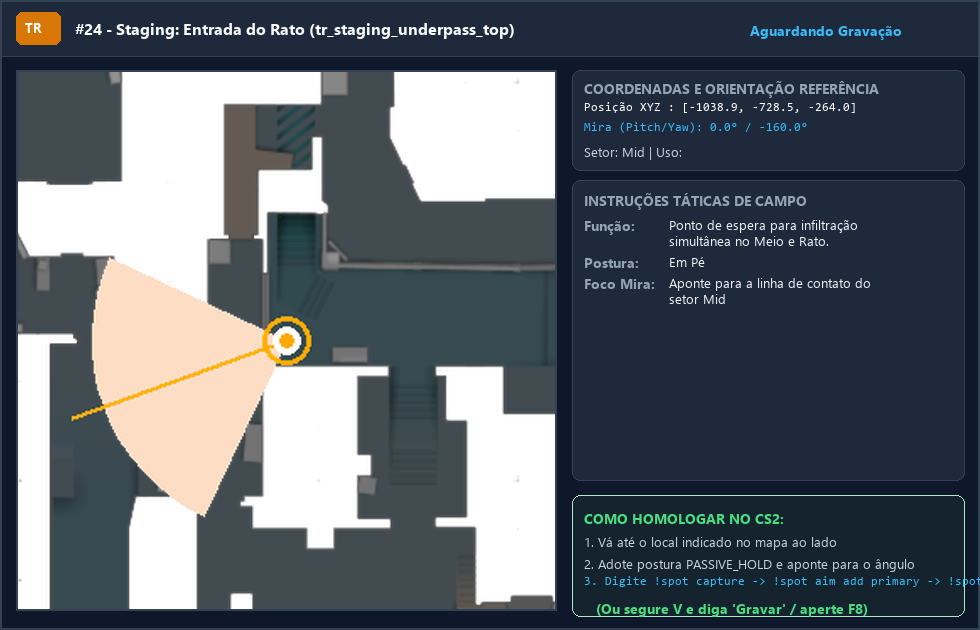 TR
#24 - Staging: Entrada do Rato (tr_staging_underpass_top)
Aguardando Gravação
COORDENADAS E ORIENTAÇÃO REFERÊNCIA
Posição XYZ : [-1038.9, -728.5, -264.0]
Mira (Pitch/Yaw): 0.0° / -160.0°
Setor: Mid | Uso:
INSTRUÇÕES TÁTICAS DE CAMPO
Função: Ponto de espera para infiltração
simultânea no Meio e Rato.
Postura: Em Pé
Foco Mira: Aponte para a linha de contato do
setor Mid
COMO HOMOLOGAR NO CS2:
1. Vá até o local indicado no mapa ao lado
2. Adote postura PASSIVE_HOLD e aponte para o ângulo
3. Digite !spot capture -> !spot aim add primary -> !spot
(Ou segure V e diga 'Gravar' / aperte F8)